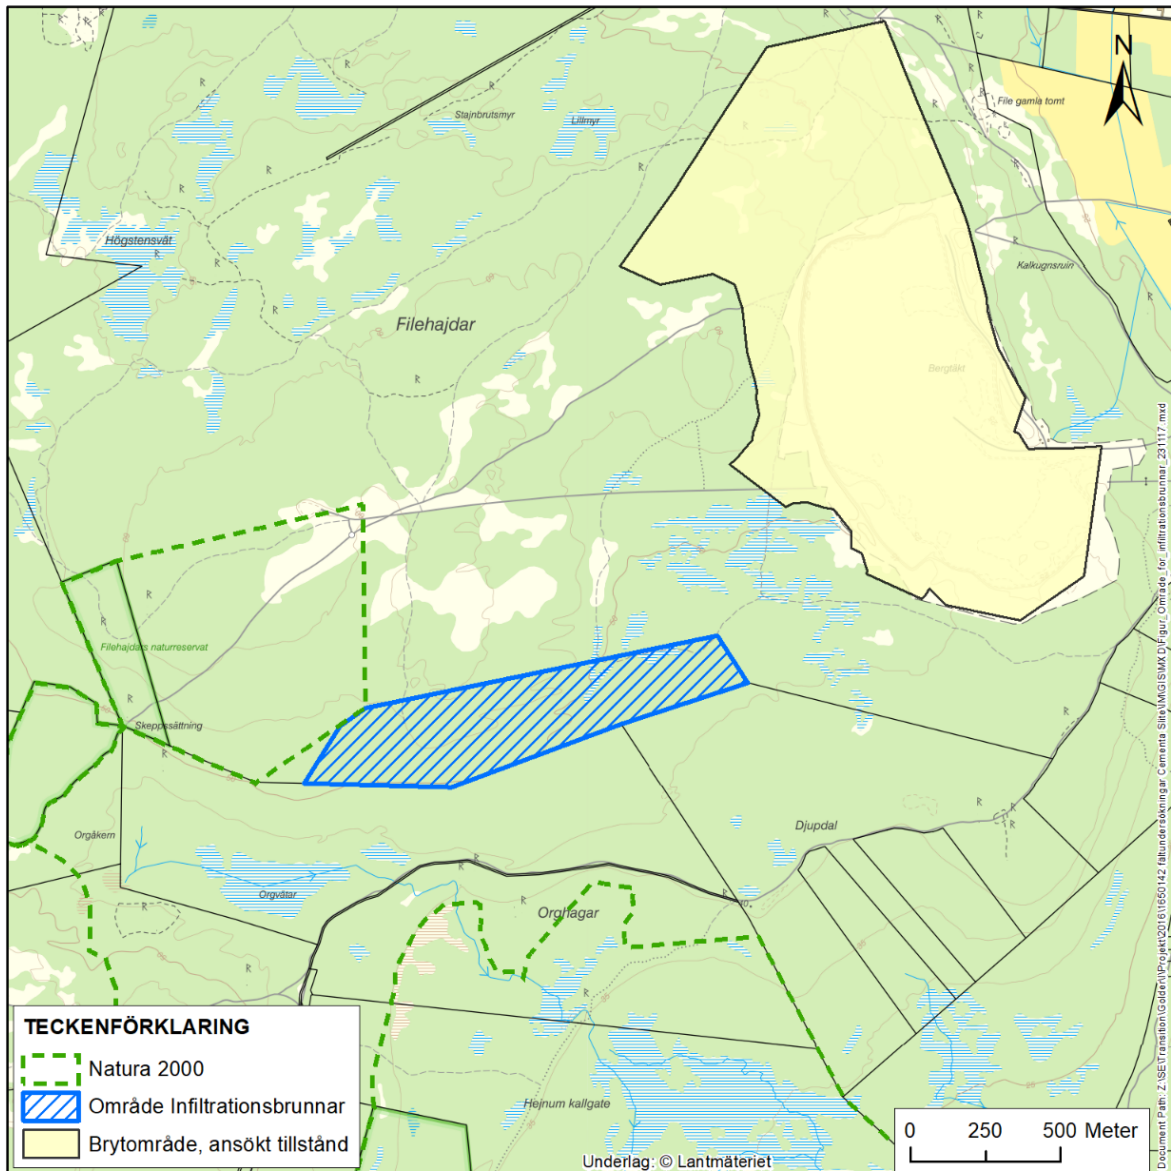 N
File gamla tomt
Stajnbrutsmyr
Lillmyr
Högstensvät
Kalkugnsruin
Filehajdar
Bergtäkt
Filehajdars naturreservat
Skeppssättning
Orgåkern
Djupdal
Orgvätar
Orghagar
Hejnum kallgate
TECKENFÖRKLARING
Natura 2000
Område Infiltrationsbrunnar
Brytområde, ansökt tillstånd
0 250 500 Meter
Underlag: © Lantmäteriet